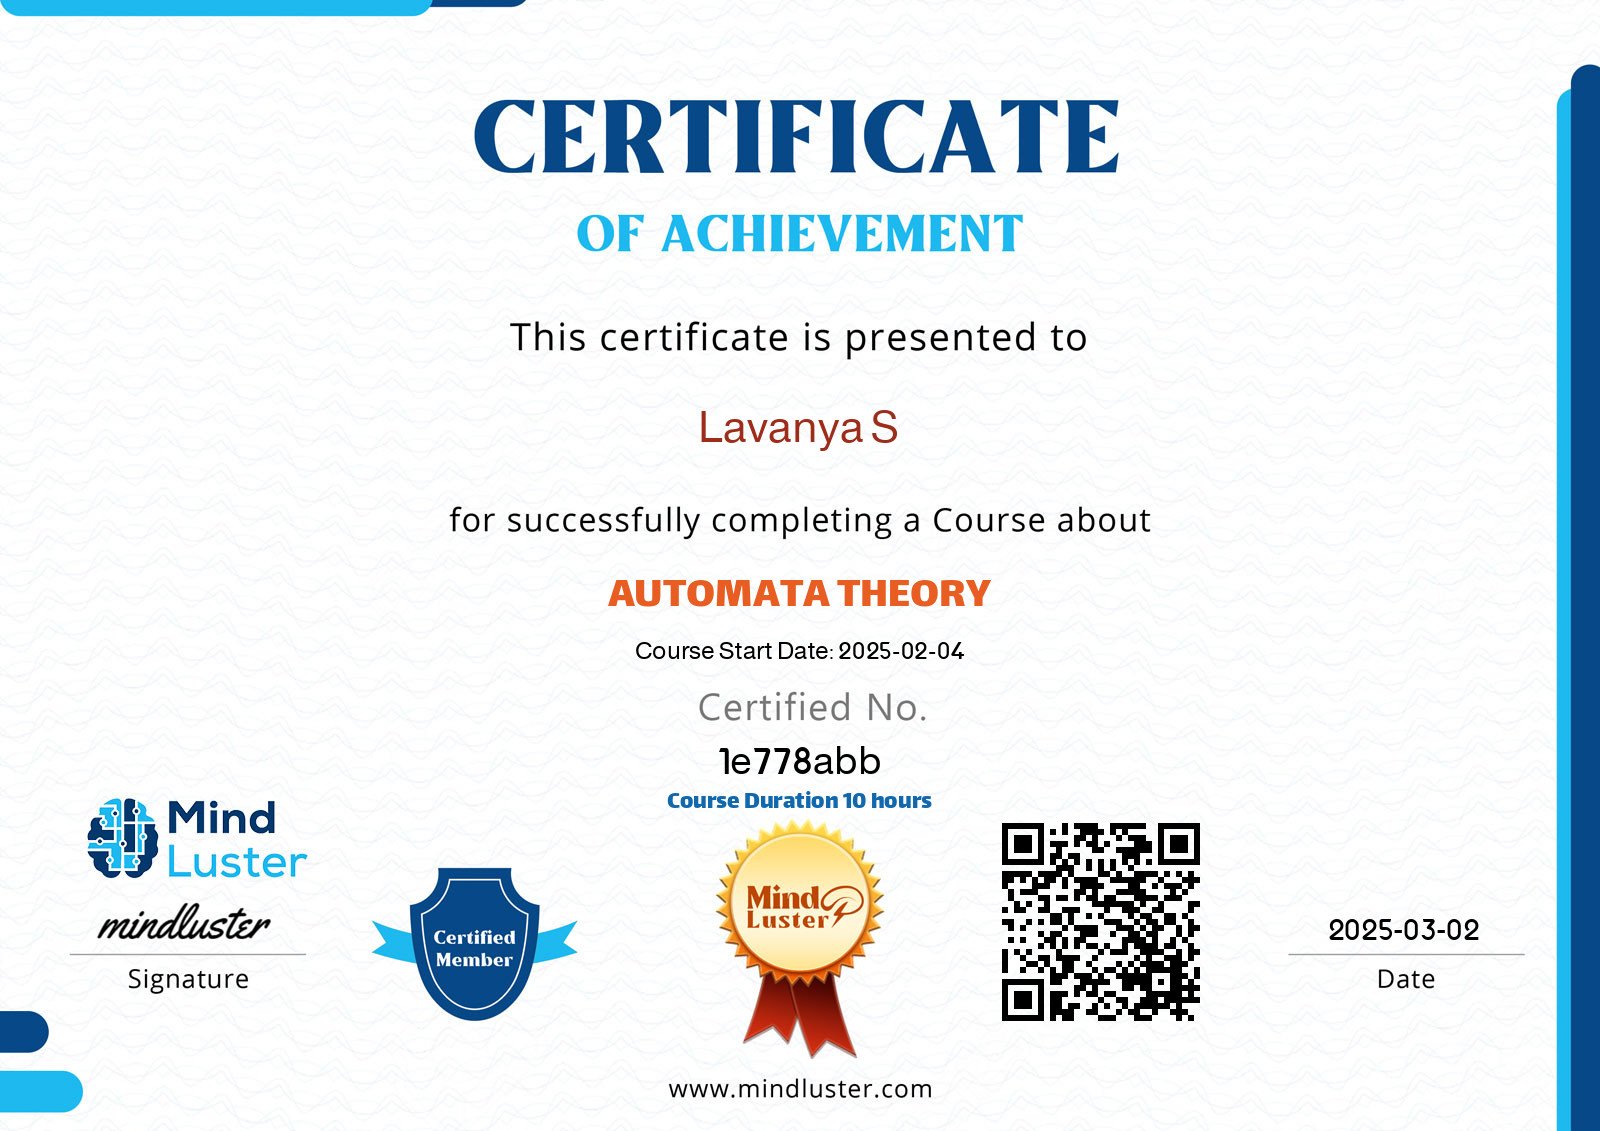 CERTIFICATE
OF ACHIEVEMENT
This certificate is presented to
Lavanya S
for successfully completing a Course about
AUTOMATA THEORY
Course Start Date: 2025-02-04
Certified No.
1e778abb
Course Duration 10 hours
Mind
Luster
mindluster
Signature
Certified
Member
Mind
Luster
2025-03-02
Date
www.mindluster.com